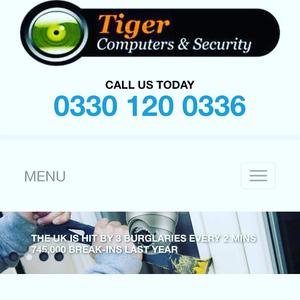 Tiger
Computers & Security
CALL US TODAY
0330 120 0336
MENU
THE UK IS HIT BY 3 BURGLARIES EVERY 2 MINS
745,000 BREAK-INS LAST YEAR